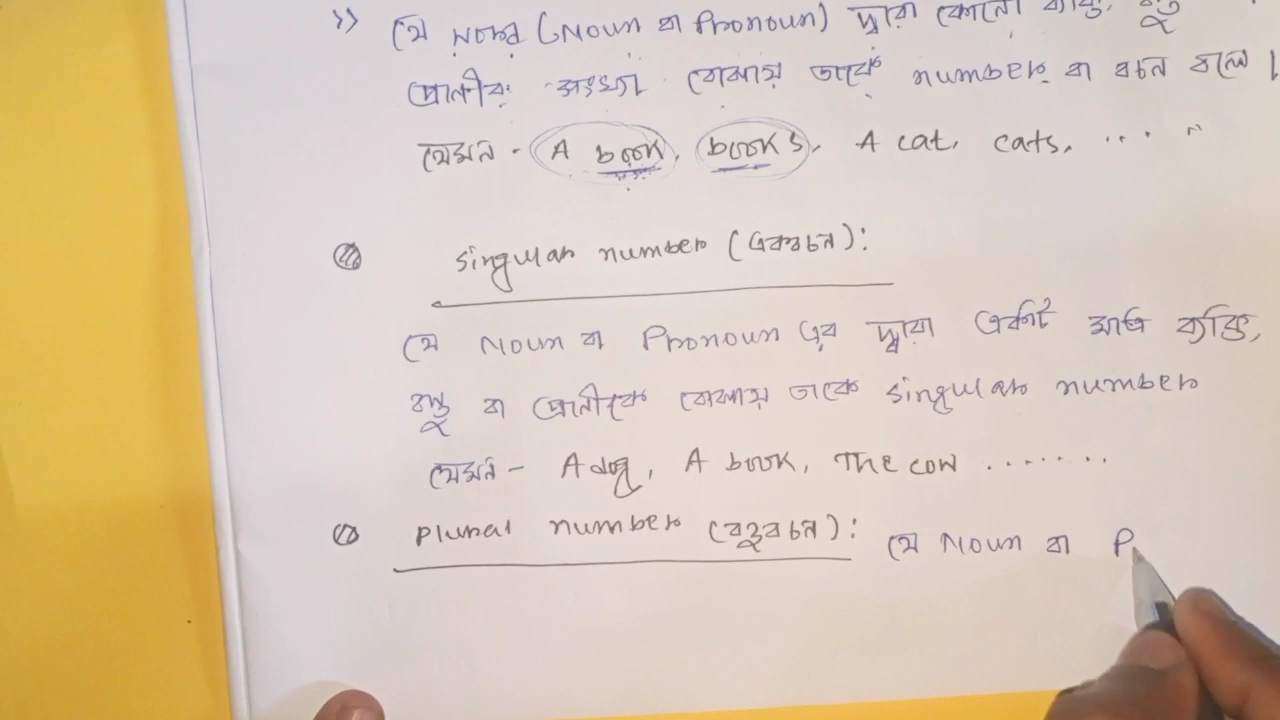 >> যে শব্দের (Noun বা Pronoun) দ্বারা কোনো ব্যক্তি, বস্তু
প্রাণীর সংখ্যা বোঝায় তাকে number বা বচন বলে।
যেমন - A book, books, A cat, cats, ....
singular number (একবচন):
যে Noun বা Pronoun এর দ্বারা একটি মাত্র ব্যক্তি,
বস্তু বা প্রাণীকে বোঝায় তাকে singular number
যেমন - A dog, A book, The cow ........
plural number (বহুবচন): যে Noun বা P